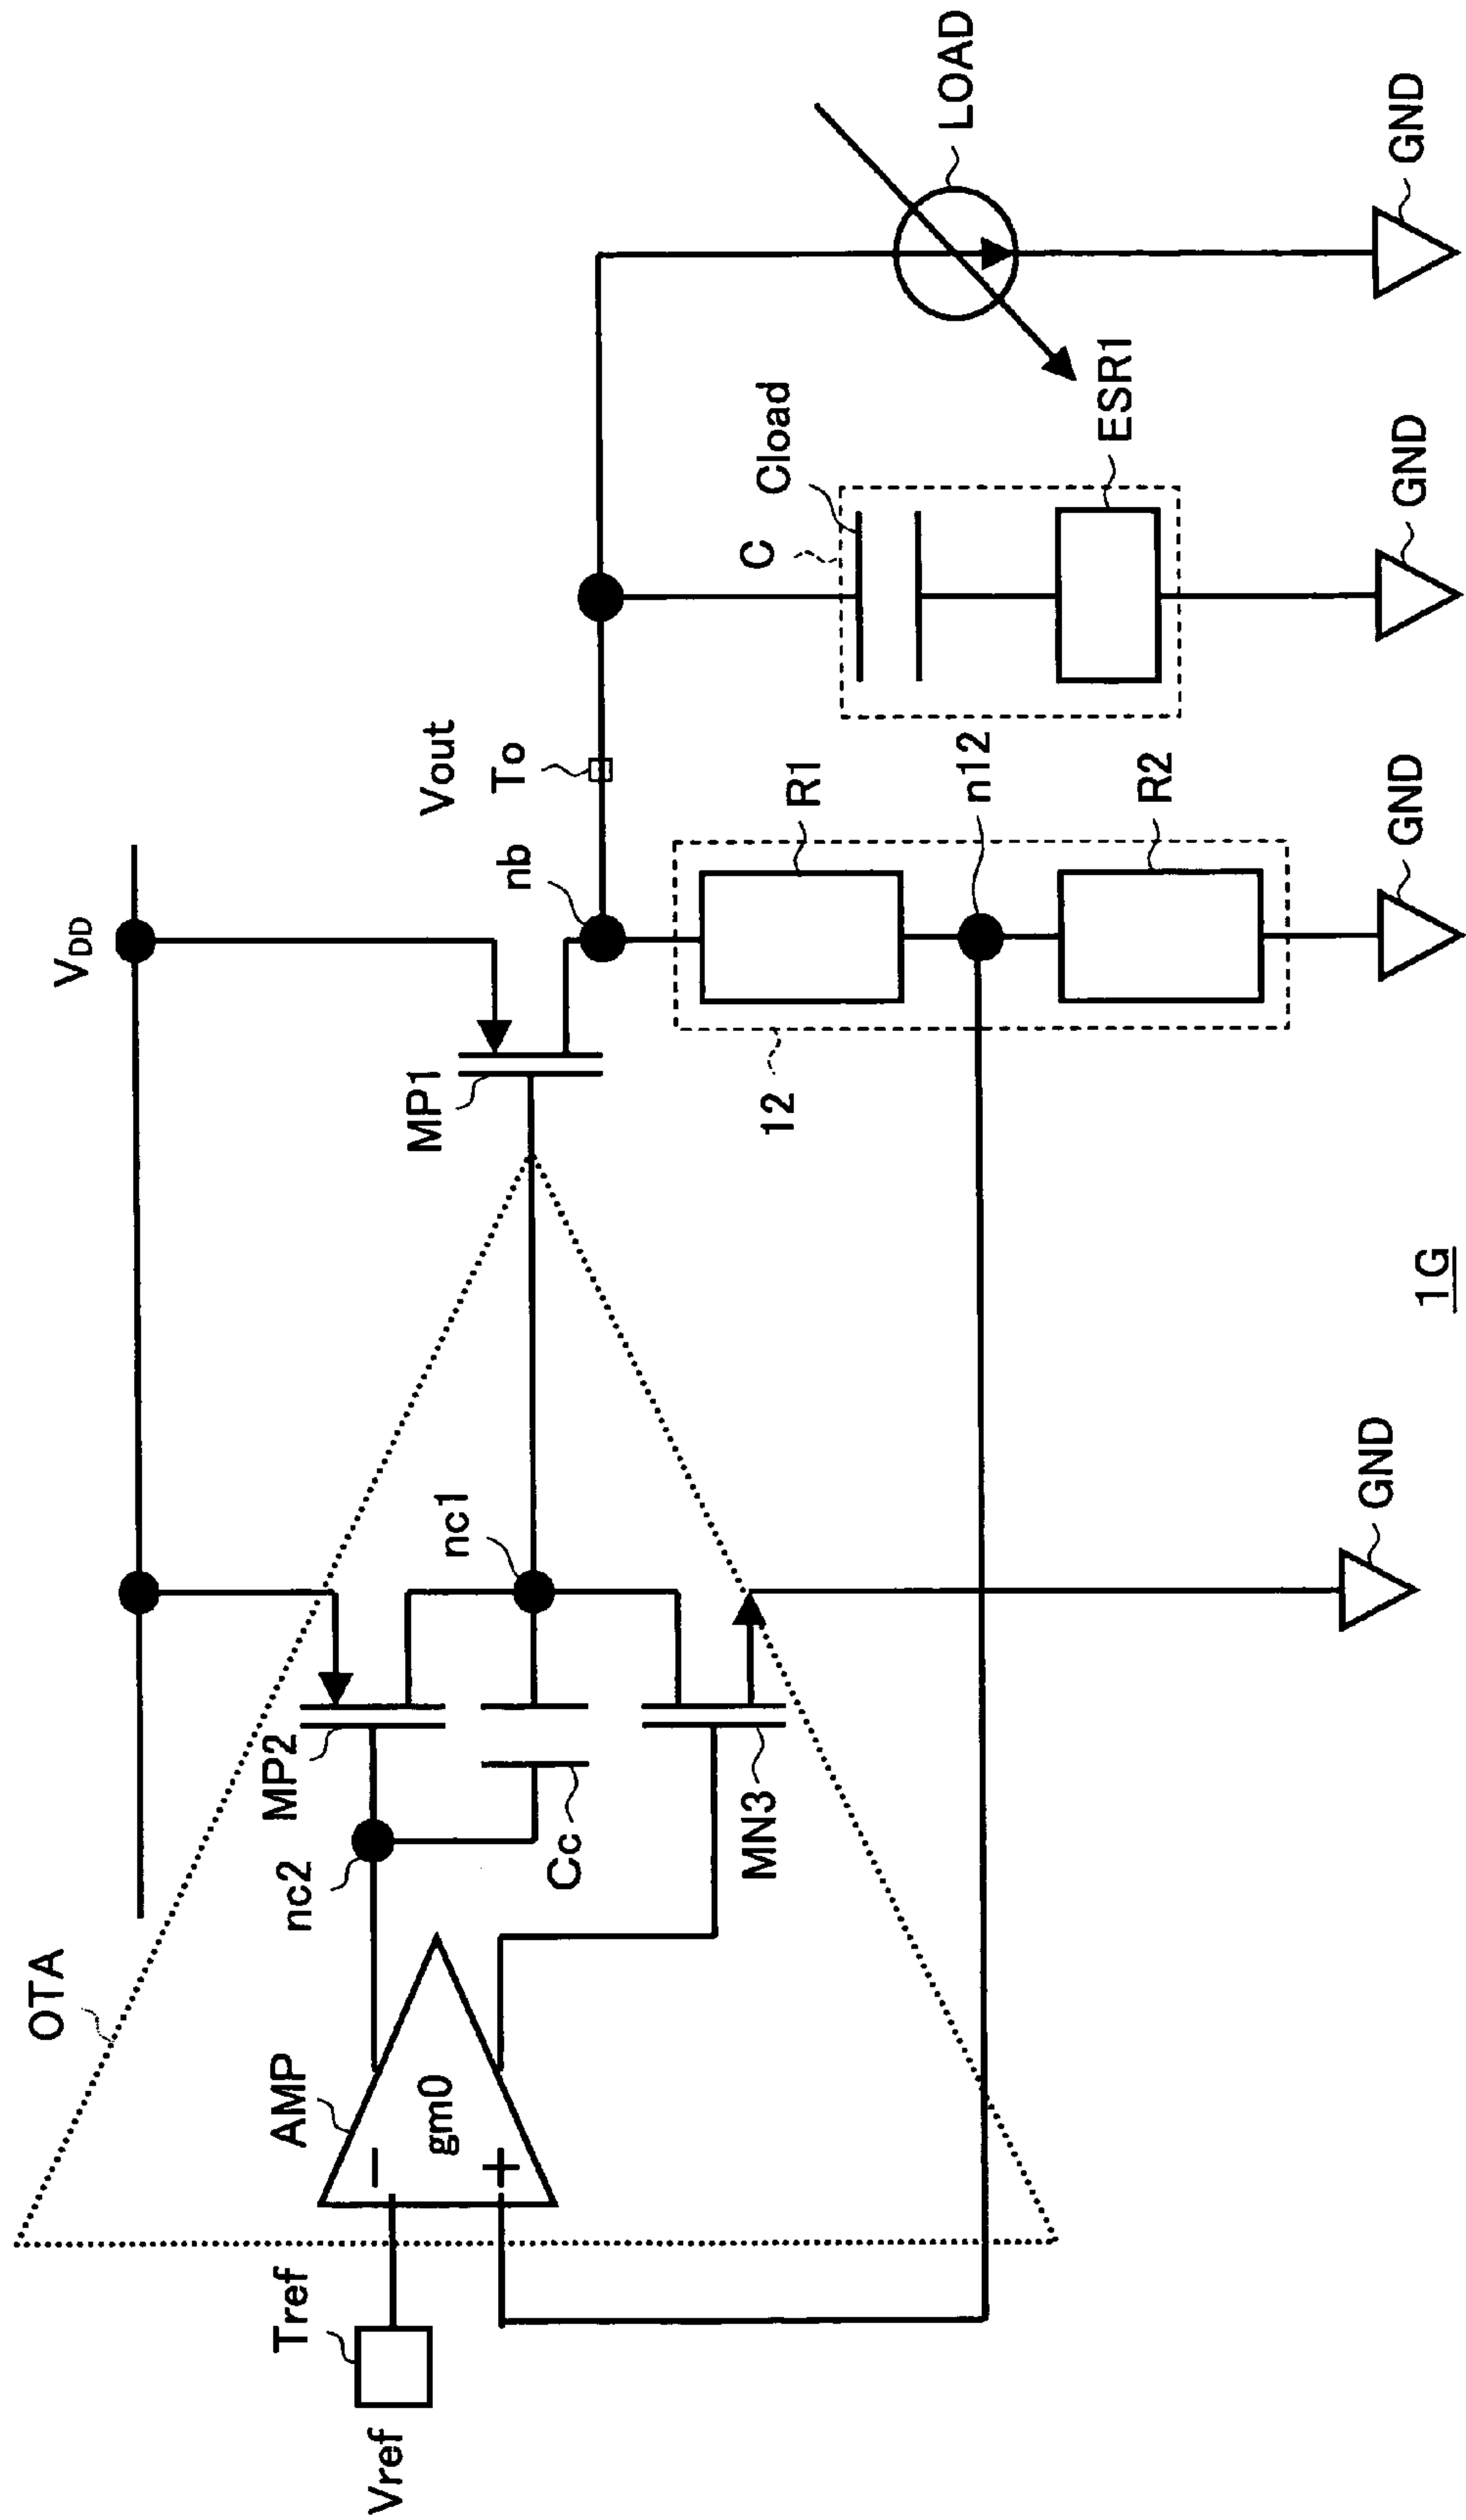 OTA
VDD
Vref
Tref
AMP
gm0
−
+
nc2
MP2
Cc
MN3
nc1
GND
MP1
nb
Vout
To
12
R1
n12
R2
GND
C
Cload
ESR1
GND
LOAD
GND
1G